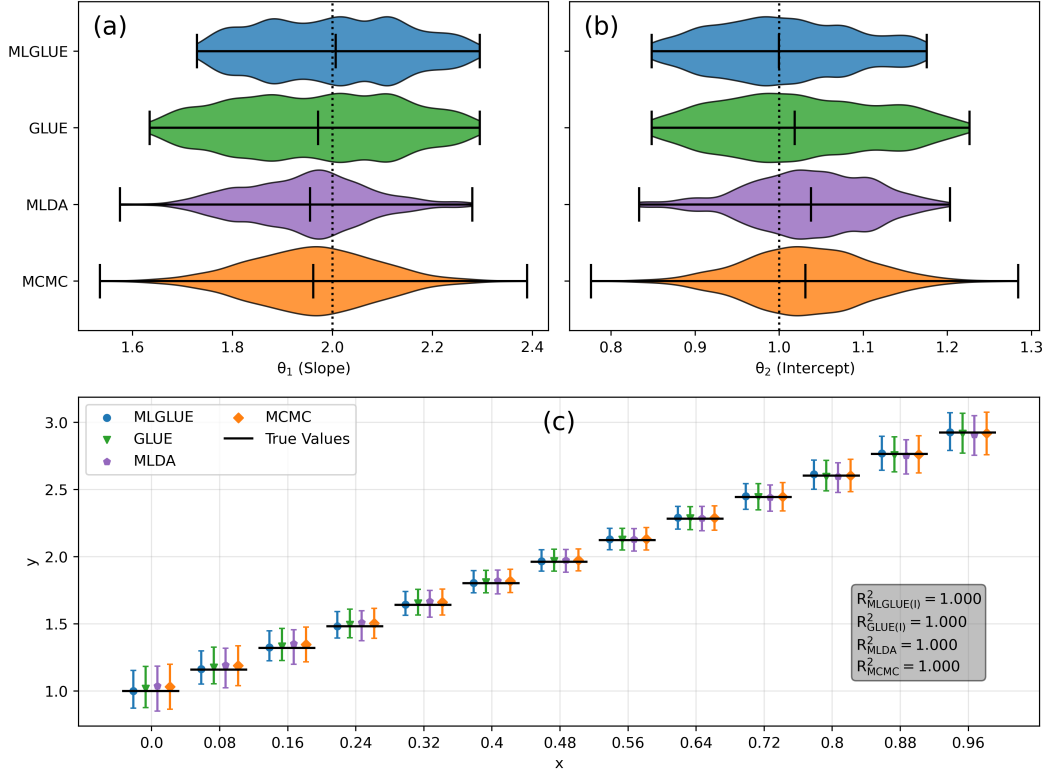 (a)
(b)
MLGLUE
GLUE
MLDA
MCMC
1.6 1.8 2.0 2.2 2.4
θ1 (Slope)
0.8 0.9 1.0 1.1 1.2 1.3
θ2 (Intercept)
(c)
MLGLUE
GLUE
MLDA
MCMC
True Values
3.0
2.5
2.0
1.5
1.0
y
R²MLGLUE(I) = 1.000
R²GLUE(I) = 1.000
R²MLDA = 1.000
R²MCMC = 1.000
0.0 0.08 0.16 0.24 0.32 0.4 0.48 0.56 0.64 0.72 0.8 0.88 0.96
x